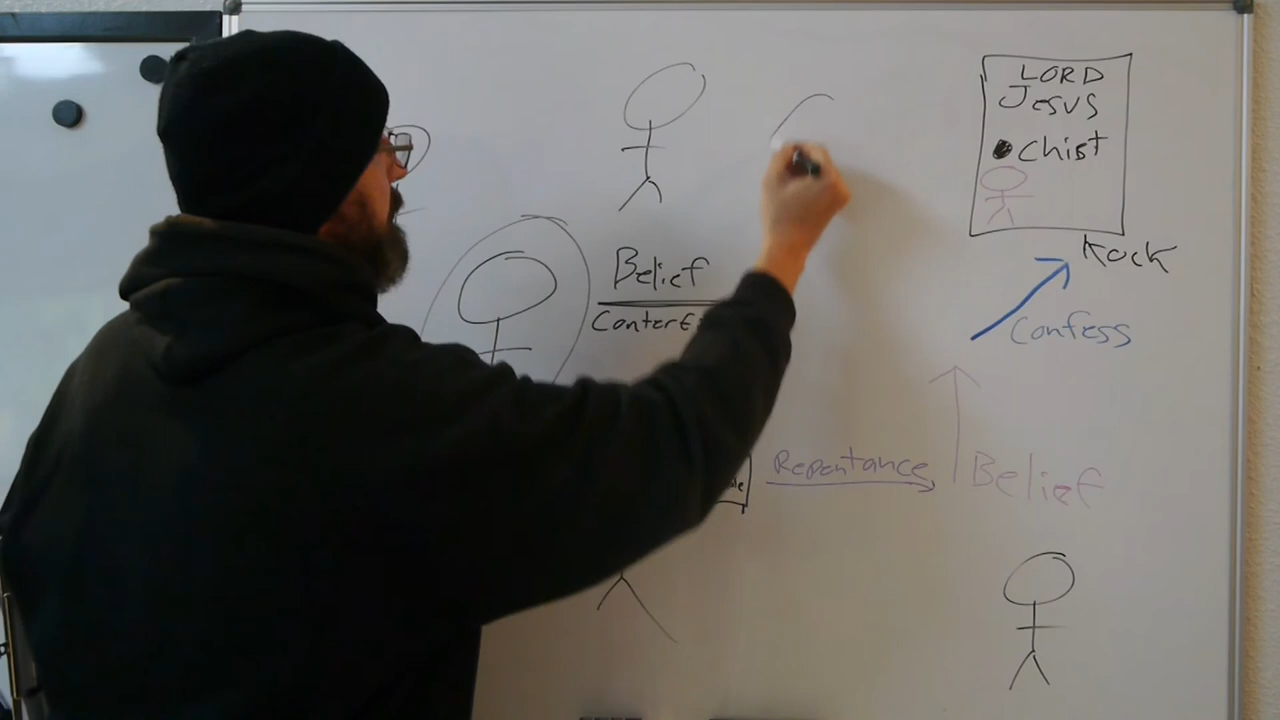 LORD
JESUS
Chist
Belief
Rock
Confess
Repentance
Belief